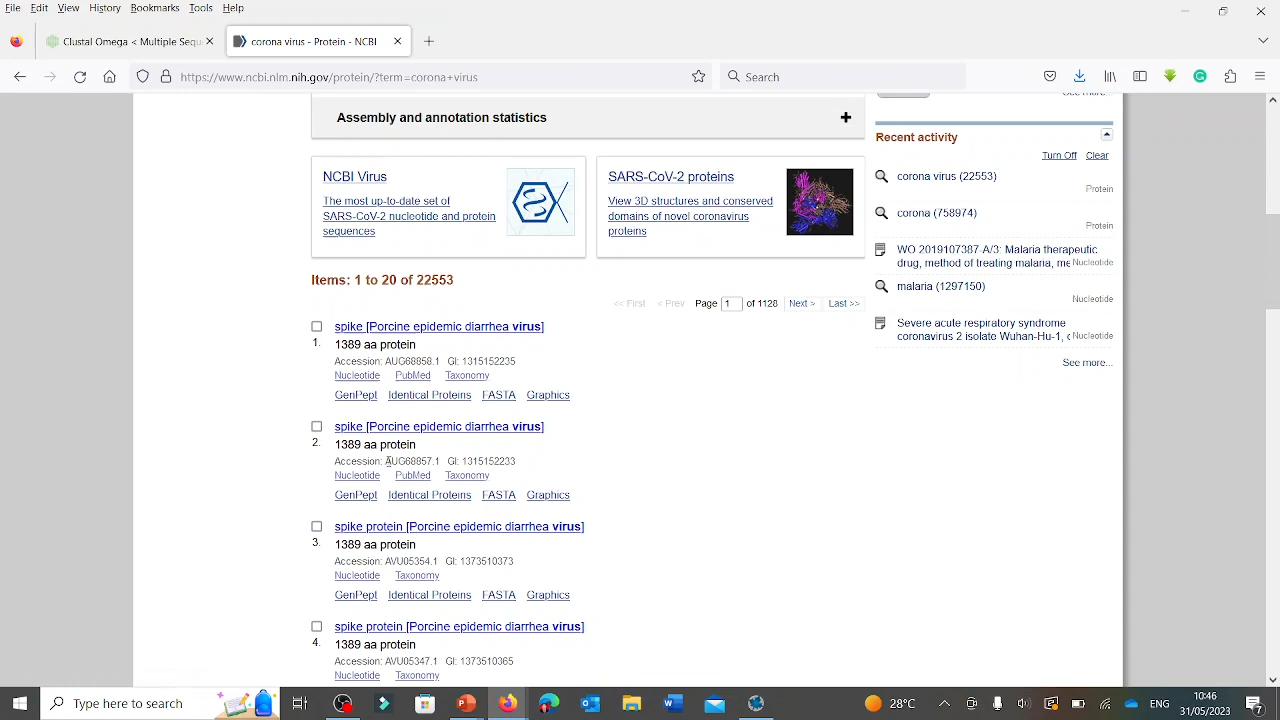 File Edit View History Bookmarks Tools Help
Clustal Omega < Multiple Sequ
corona virus - Protein - NCBI
https://www.ncbi.nlm.nih.gov/protein/?term=corona+virus
Search
See more...
Assembly and annotation statistics
NCBI Virus
The most up-to-date set of
SARS-CoV-2 nucleotide and protein
sequences
SARS-CoV-2 proteins
View 3D structures and conserved
domains of novel coronavirus
proteins
Recent activity
Turn Off Clear
corona virus (22553)
Protein
corona (758974)
Protein
WO 2019107387-A/3: Malaria therapeutic
drug, method of treating malaria, me Nucleotide
malaria (1297150)
Nucleotide
Severe acute respiratory syndrome
coronavirus 2 isolate Wuhan-Hu-1, c Nucleotide
See more...
Items: 1 to 20 of 22553
<< First < Prev Page 1 of 1128 Next > Last >>
spike [Porcine epidemic diarrhea virus]
1. 1389 aa protein
Accession: AUG68858.1 GI: 1315152235
Nucleotide PubMed Taxonomy
GenPept Identical Proteins FASTA Graphics
spike [Porcine epidemic diarrhea virus]
2. 1389 aa protein
Accession: AUG68857.1 GI: 1315152233
Nucleotide PubMed Taxonomy
GenPept Identical Proteins FASTA Graphics
spike protein [Porcine epidemic diarrhea virus]
3. 1389 aa protein
Accession: AVU05354.1 GI: 1373510373
Nucleotide Taxonomy
GenPept Identical Proteins FASTA Graphics
spike protein [Porcine epidemic diarrhea virus]
4. 1389 aa protein
Accession: AVU05347.1 GI: 1373510365
Nucleotide Taxonomy
Type here to search
28°C
ENG
10:46
31/05/2023